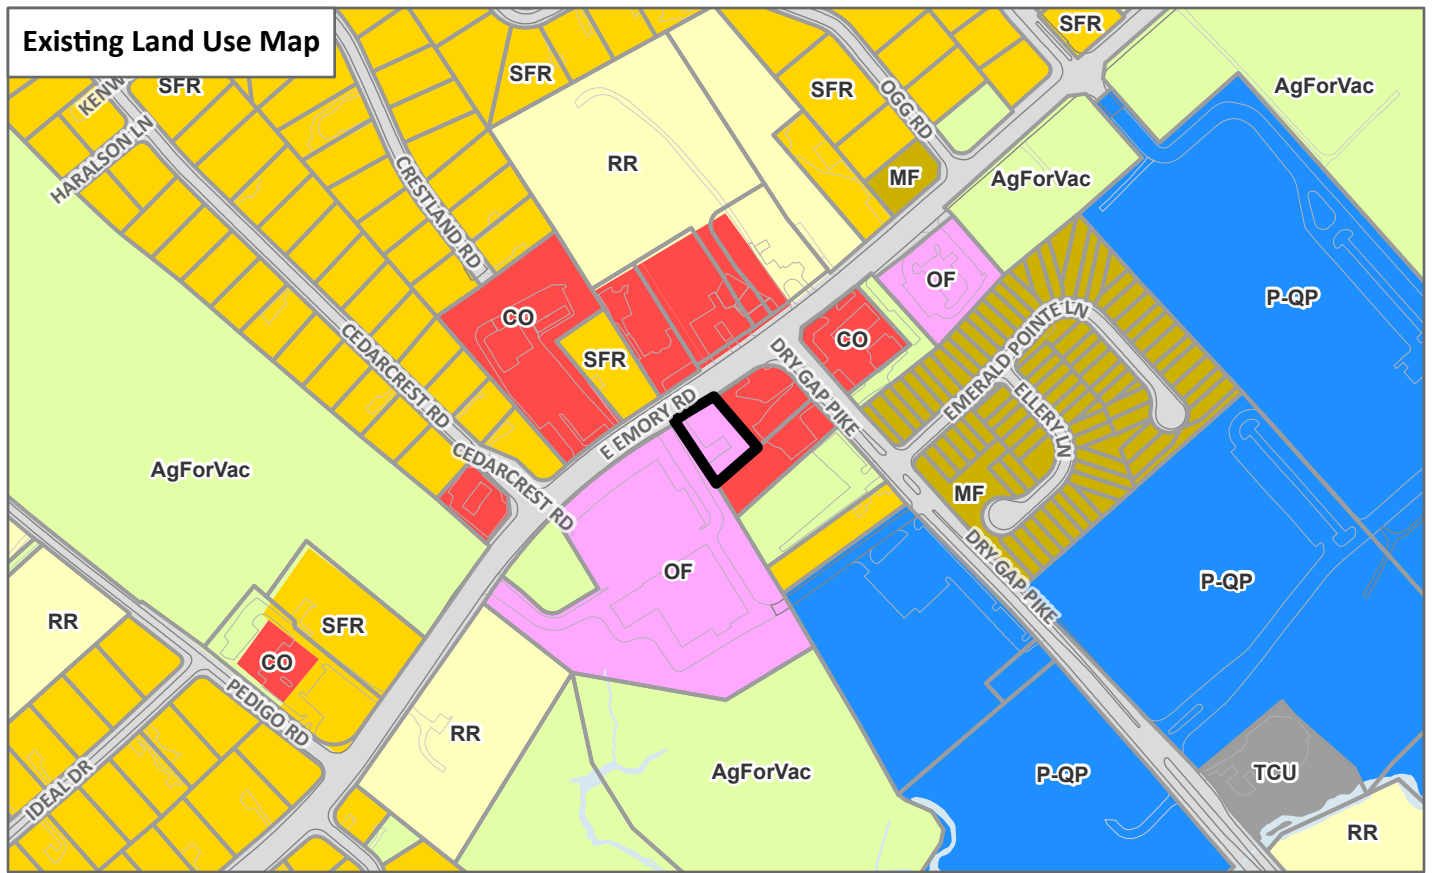 Existing Land Use Map
SFR
SFR
SFR
SFR
AgForVac
KENW
HARALSON LN
OGG RD
RR
MF
AgForVac
CRESTLAND RD
OF
P-QP
CO
CO
SFR
EMERALD POINTE LN
CEDARCREST RD
DRY GAP PIKE
ELLERY LN
E EMORY RD
AgForVac
CEDARCREST RD
MF
OF
DRY GAP PIKE
P-QP
RR
SFR
CO
PEDIGO RD
RR
IDEAL DR
AgForVac
P-QP
TCU
RR